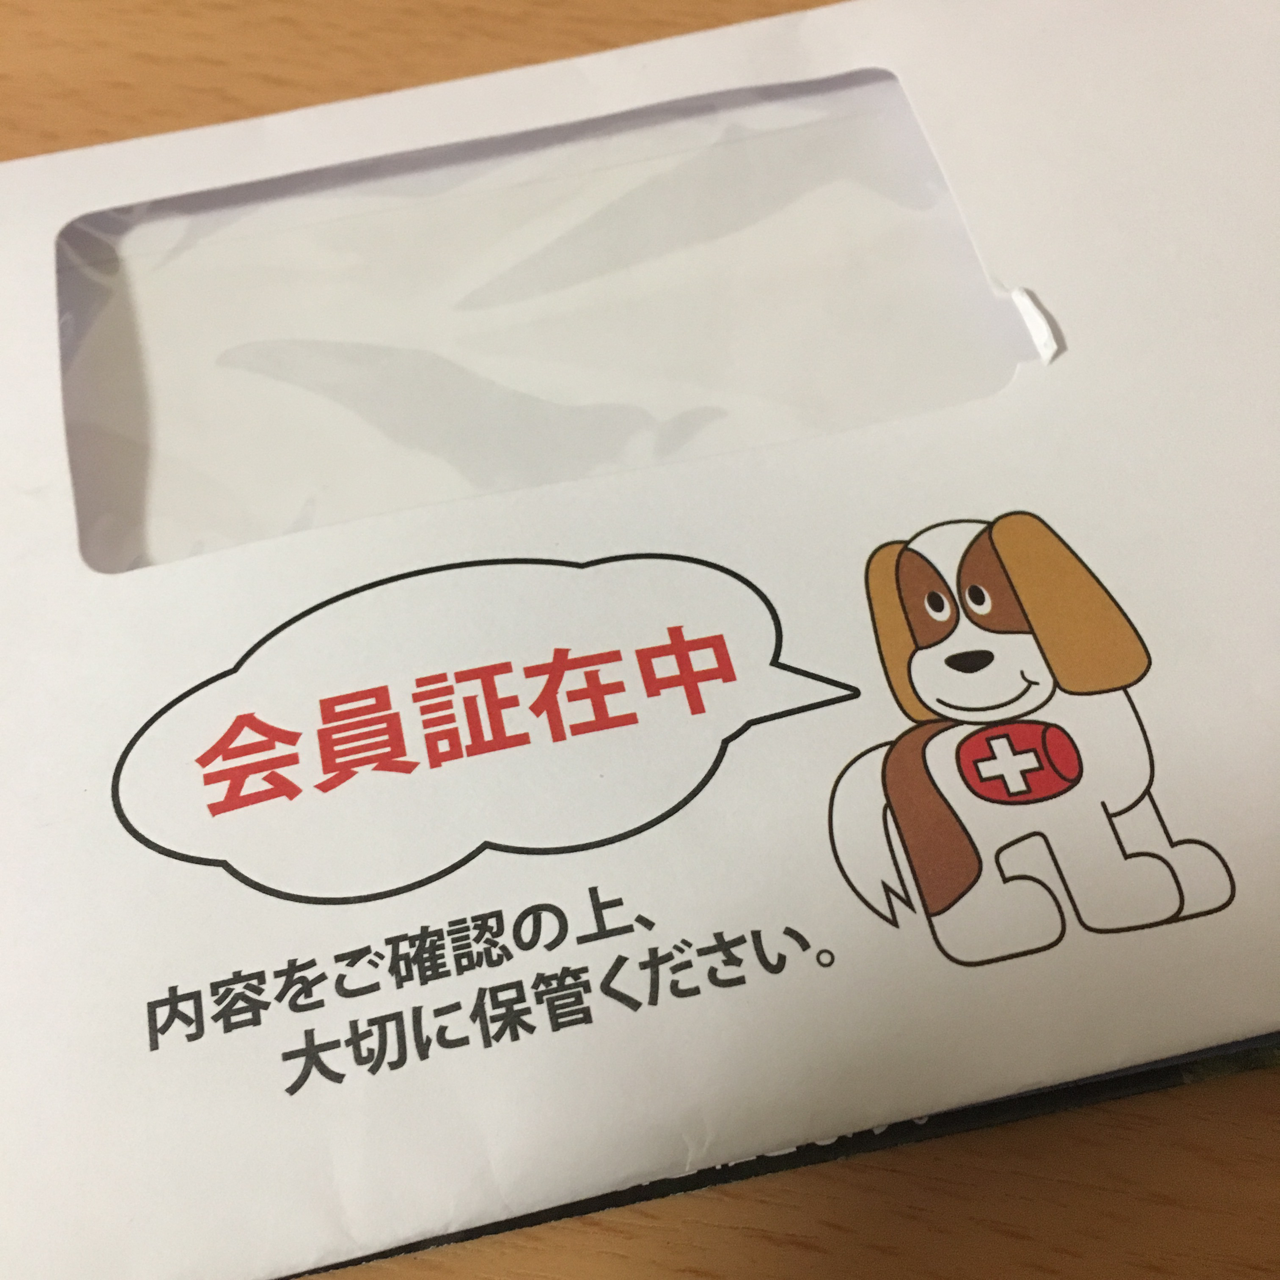 会員証在中
内容をご確認の上、
大切に保管ください。